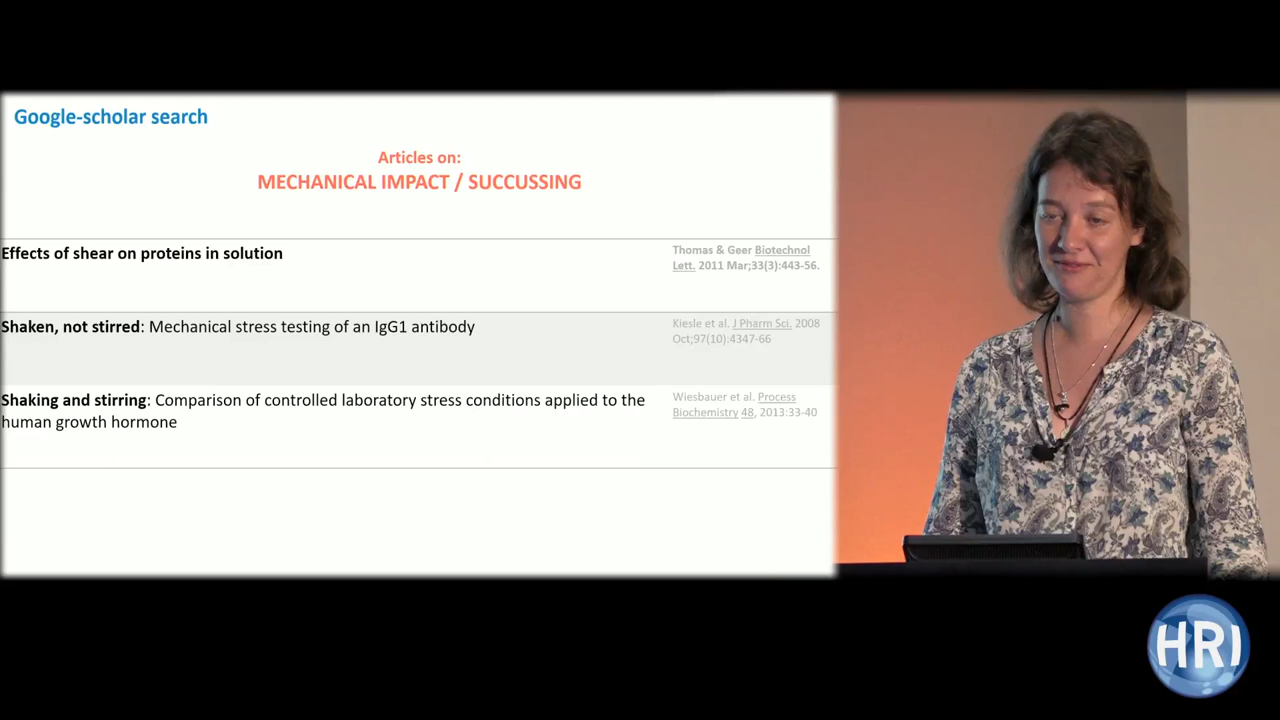 Google-scholar search
Articles on:
MECHANICAL IMPACT / SUCCUSSING
Effects of shear on proteins in solution
Thomas & Geer Biotechnol
Lett. 2011 Mar;33(3):443-56.
Shaken, not stirred: Mechanical stress testing of an IgG1 antibody
Kiesle et al. J Pharm Sci. 2008
Oct;97(10):4347-66
Shaking and stirring: Comparison of controlled laboratory stress conditions applied to the
human growth hormone
Wiesbauer et al. Process
Biochemistry 48, 2013:33-40
HRI